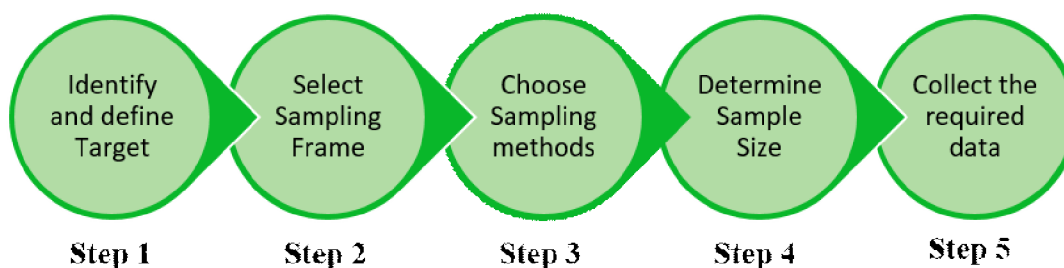 Identify
and define
Target
Select
Sampling
Frame
Choose
Sampling
methods
Determine
Sample
Size
Collect the
required
data
Step 1
Step 2
Step 3
Step 4
Step 5